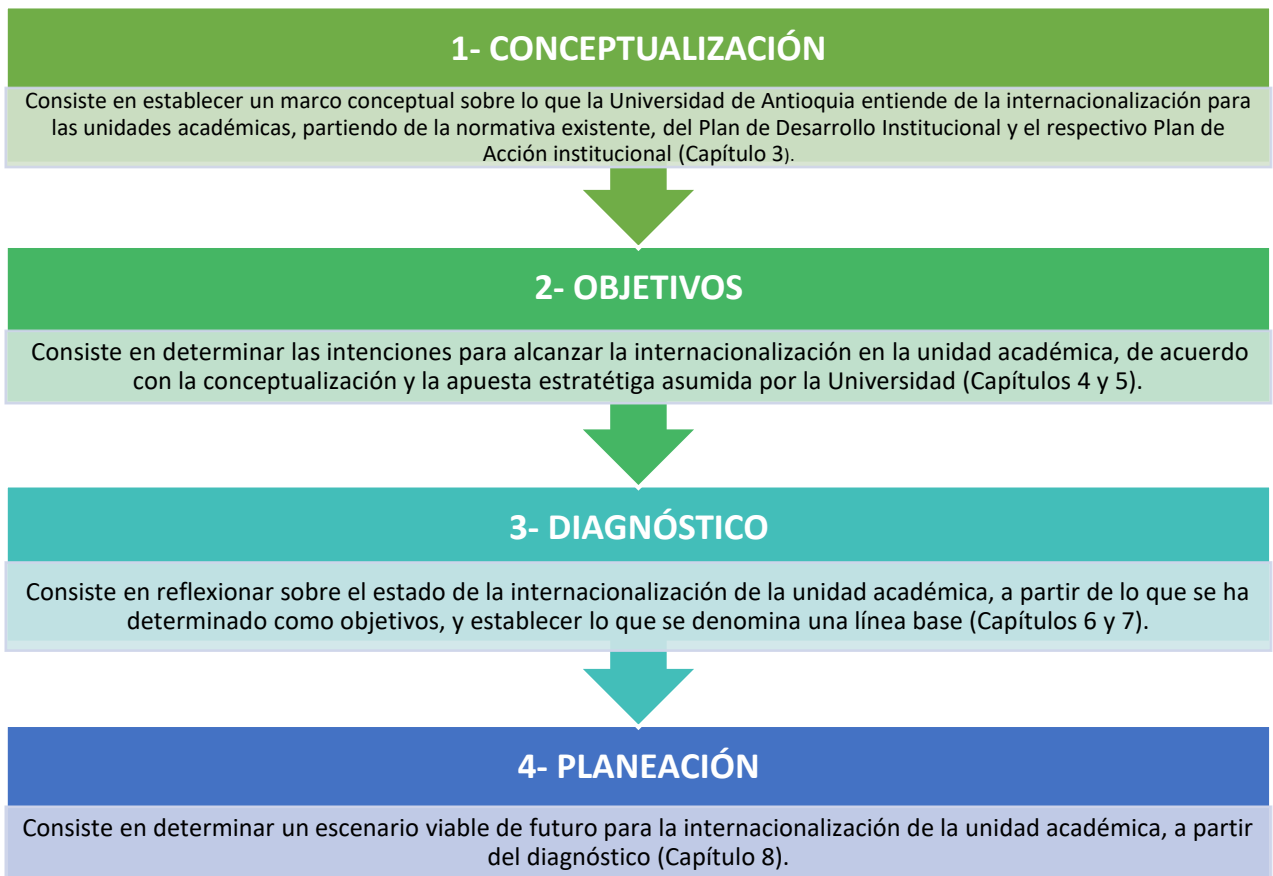 1- CONCEPTUALIZACIÓN
Consiste en establecer un marco conceptual sobre lo que la Universidad de Antioquia entiende de la internacionalización para
las unidades académicas, partiendo de la normativa existente, del Plan de Desarrollo Institucional y el respectivo Plan de
Acción institucional (Capítulo 3).
2- OBJETIVOS
Consiste en determinar las intenciones para alcanzar la internacionalización en la unidad académica, de acuerdo
con la conceptualización y la apuesta estratétiga asumida por la Universidad (Capítulos 4 y 5).
3- DIAGNÓSTICO
Consiste en reflexionar sobre el estado de la internacionalización de la unidad académica, a partir de lo que se ha
determinado como objetivos, y establecer lo que se denomina una línea base (Capítulos 6 y 7).
4- PLANEACIÓN
Consiste en determinar un escenario viable de futuro para la internacionalización de la unidad académica, a partir
del diagnóstico (Capítulo 8).